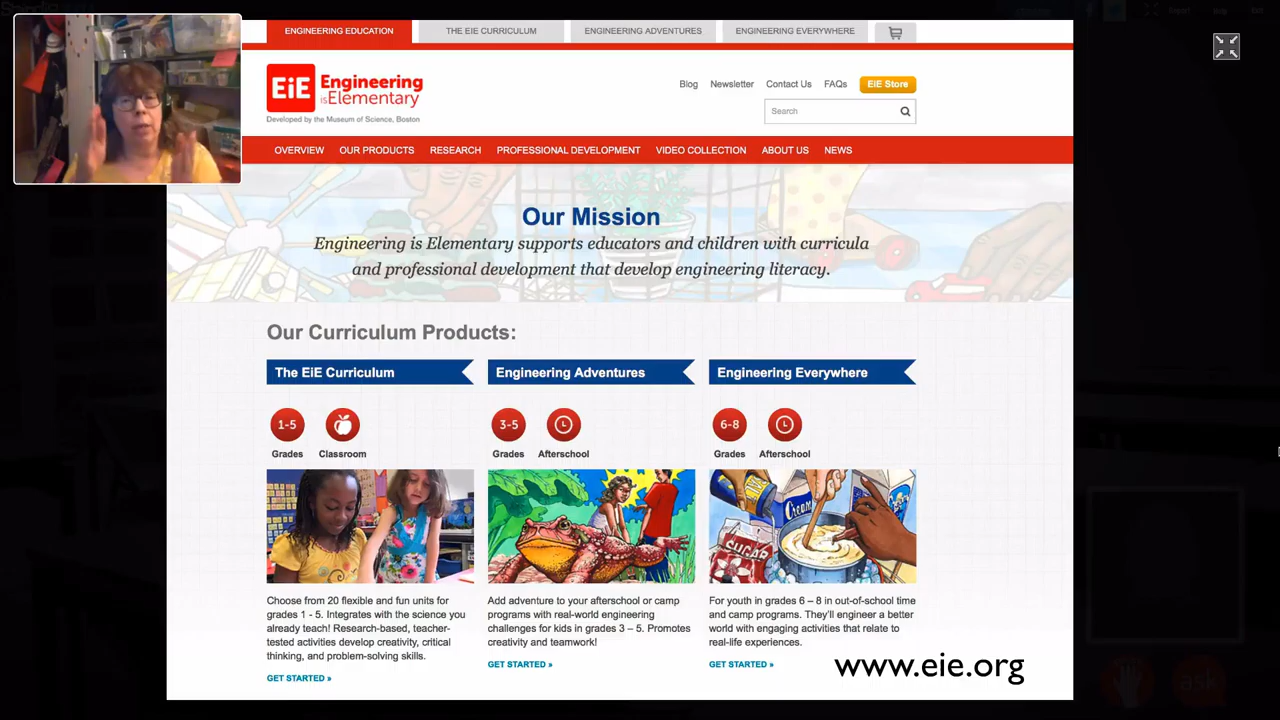 ENGINEERING EDUCATION
THE EIE CURRICULUM
ENGINEERING ADVENTURES
ENGINEERING EVERYWHERE
EiE Engineering
is Elementary
Developed by the Museum of Science, Boston
Blog Newsletter Contact Us FAQs EiE Store
Search
OVERVIEW OUR PRODUCTS RESEARCH PROFESSIONAL DEVELOPMENT VIDEO COLLECTION ABOUT US NEWS
Our Mission
Engineering is Elementary supports educators and children with curricula
and professional development that develop engineering literacy.
Our Curriculum Products:
The EiE Curriculum
1-5
Grades Classroom
Choose from 20 flexible and fun units for
grades 1 - 5. Integrates with the science you
already teach! Research-based, teacher-
tested activities develop creativity, critical
thinking, and problem-solving skills.
GET STARTED »
Engineering Adventures
3-5
Grades Afterschool
Add adventure to your afterschool or camp
programs with real-world engineering
challenges for kids in grades 3 – 5. Promotes
creativity and teamwork!
GET STARTED »
Engineering Everywhere
6-8
Grades Afterschool
Cream
SUGAR
For youth in grades 6 – 8 in out-of-school time
and camp programs. They'll engineer a better
world with engaging activities that relate to
real-life experiences.
GET STARTED »
www.eie.org
ask